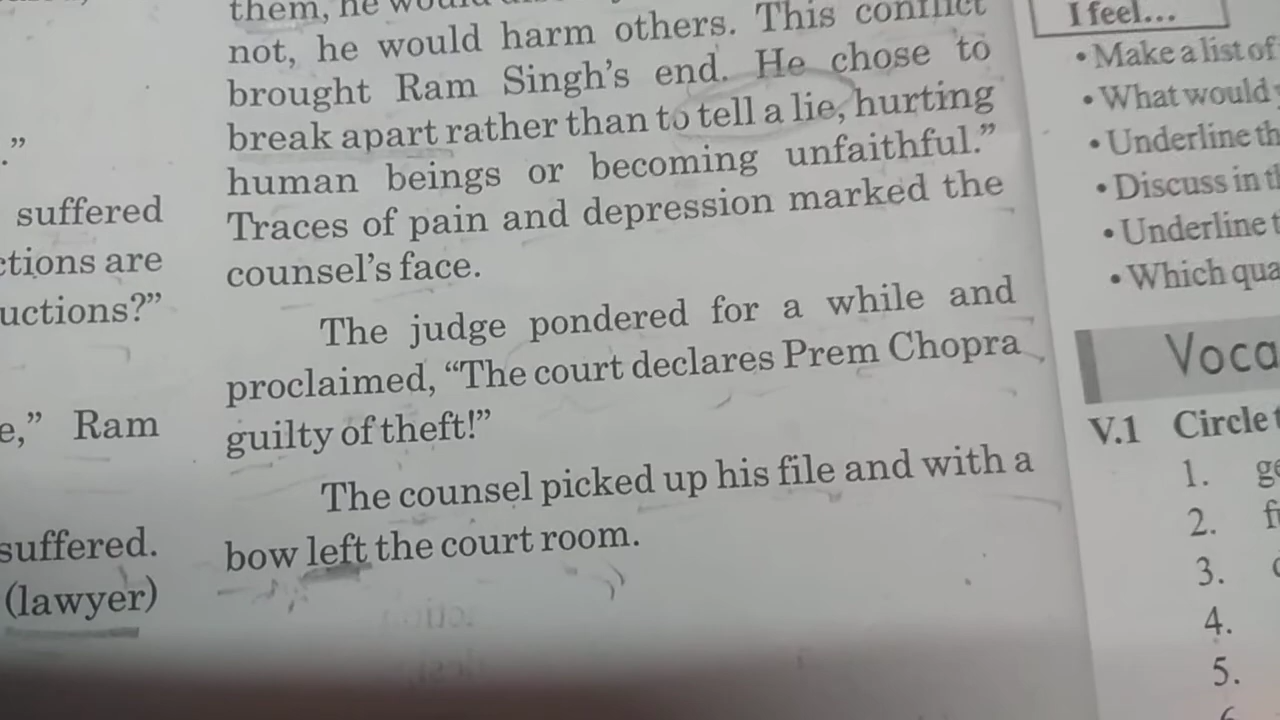 .”
suffered
ctions are
uctions?”
e,” Ram
suffered.
(lawyer)
them, he would
not, he would harm others. This conflict
brought Ram Singh’s end. He chose to
break apart rather than to tell a lie, hurting
human beings or becoming unfaithful.”
Traces of pain and depression marked the
counsel’s face.
The judge pondered for a while and
proclaimed, “The court declares Prem Chopra
guilty of theft!”
The counsel picked up his file and with a
bow left the court room.
I feel...
• Make a list of
• What would
• Underline th
• Discuss in th
• Underline t
• Which qua
Voca
V.1 Circle t
1. ge
2. f
3.
4.
5.